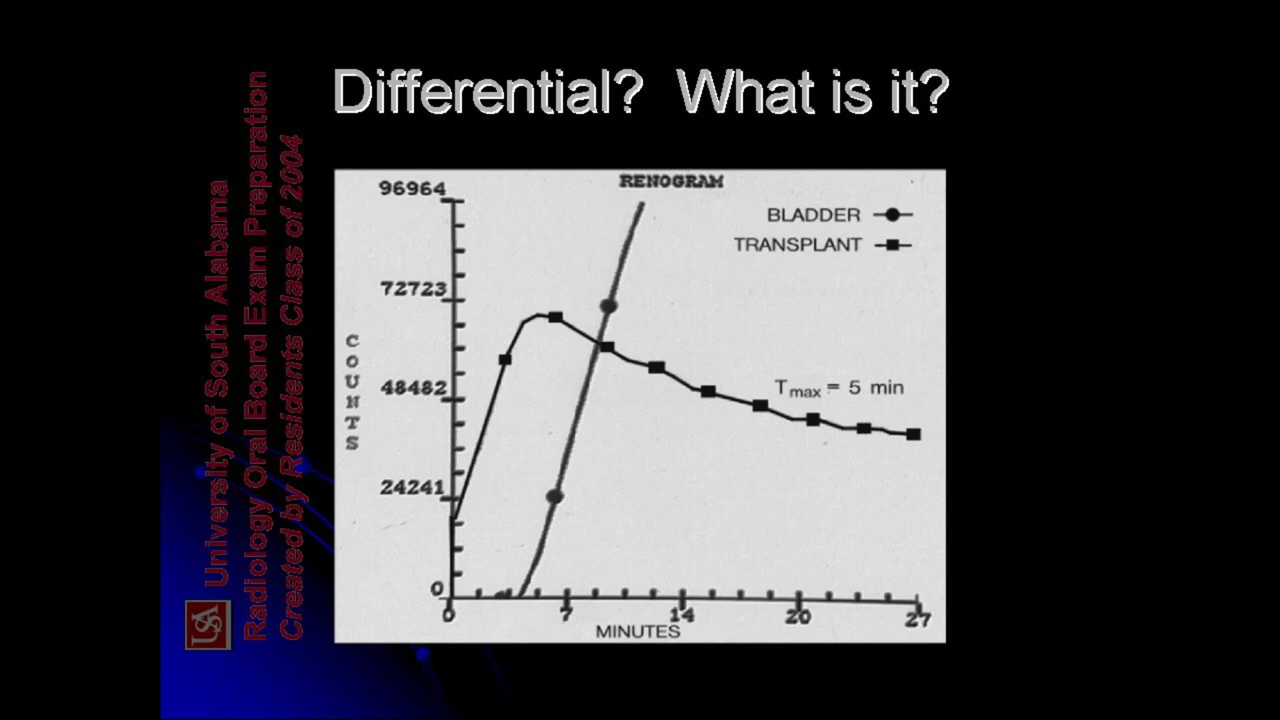 Differential? What is it?
University of South Alabama
Radiology Oral Board Exam Preparation
Created by Residents Class of 2004
USA
RENOGRAM
96964
72723
48482
24241
0
COUNTS
BLADDER
TRANSPLANT
Tmax = 5 min
0 7 14 20 27
MINUTES